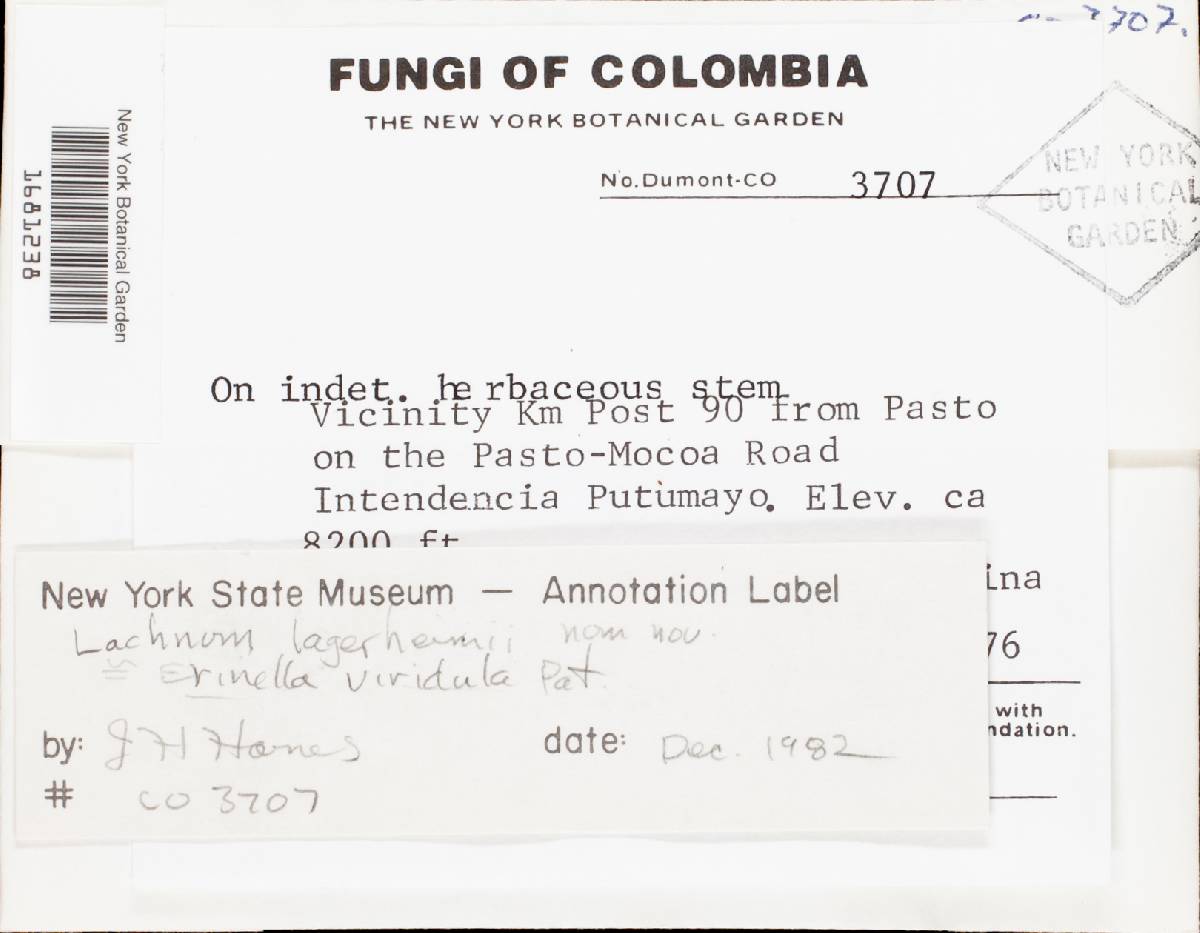 3707.
FUNGI OF COLOMBIA
THE NEW YORK BOTANICAL GARDEN
No. Dumont-CO 3707
NEW YORK
BOTANICAL
GARDEN
New York Botanical Garden
1681238
On indet. he rbaceous stem
Vicinity Km Post 90 from Pasto
on the Pasto-Mocoa Road
Intendencia Putumayo. Elev. ca
8200 ft
ina
76
with
ndation.
New York State Museum — Annotation Label
Lachnum lagerheimii nom nov.
≡ Erinella viridula Pat.
by: J H Haines date: Dec. 1982
# CO 3707